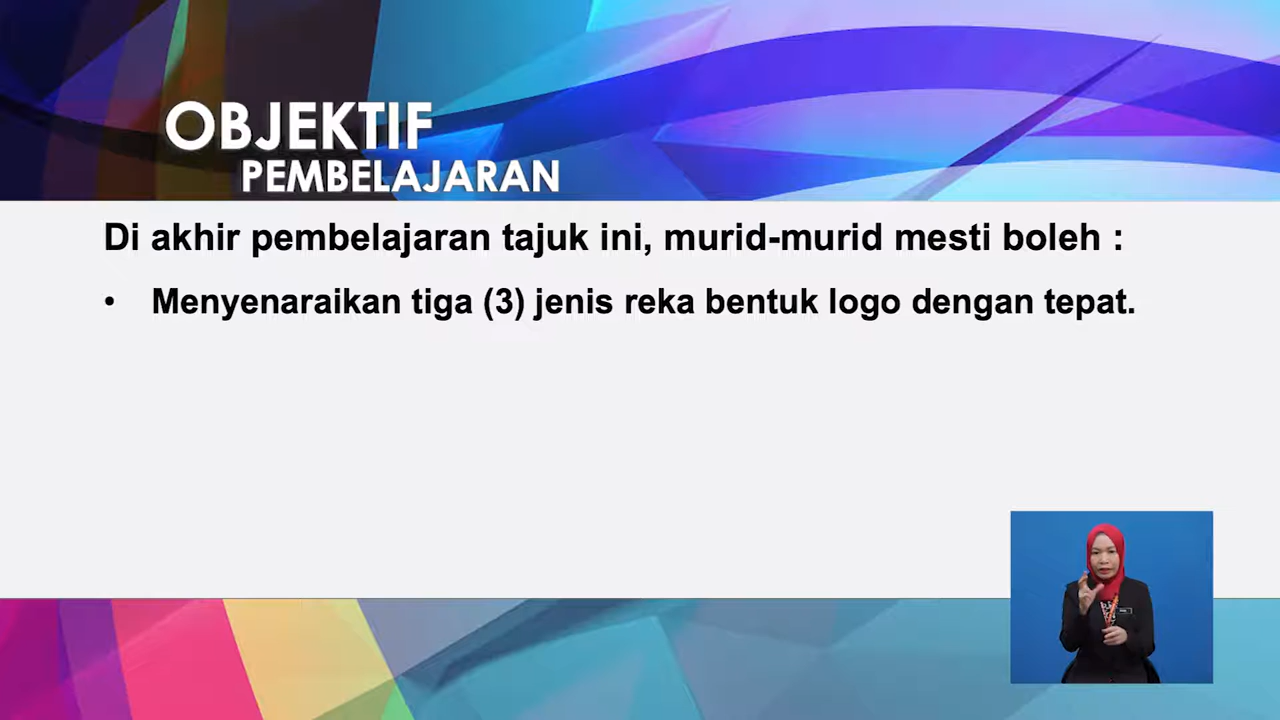 OBJEKTIF
PEMBELAJARAN
Di akhir pembelajaran tajuk ini, murid-murid mesti boleh :
• Menyenaraikan tiga (3) jenis reka bentuk logo dengan tepat.